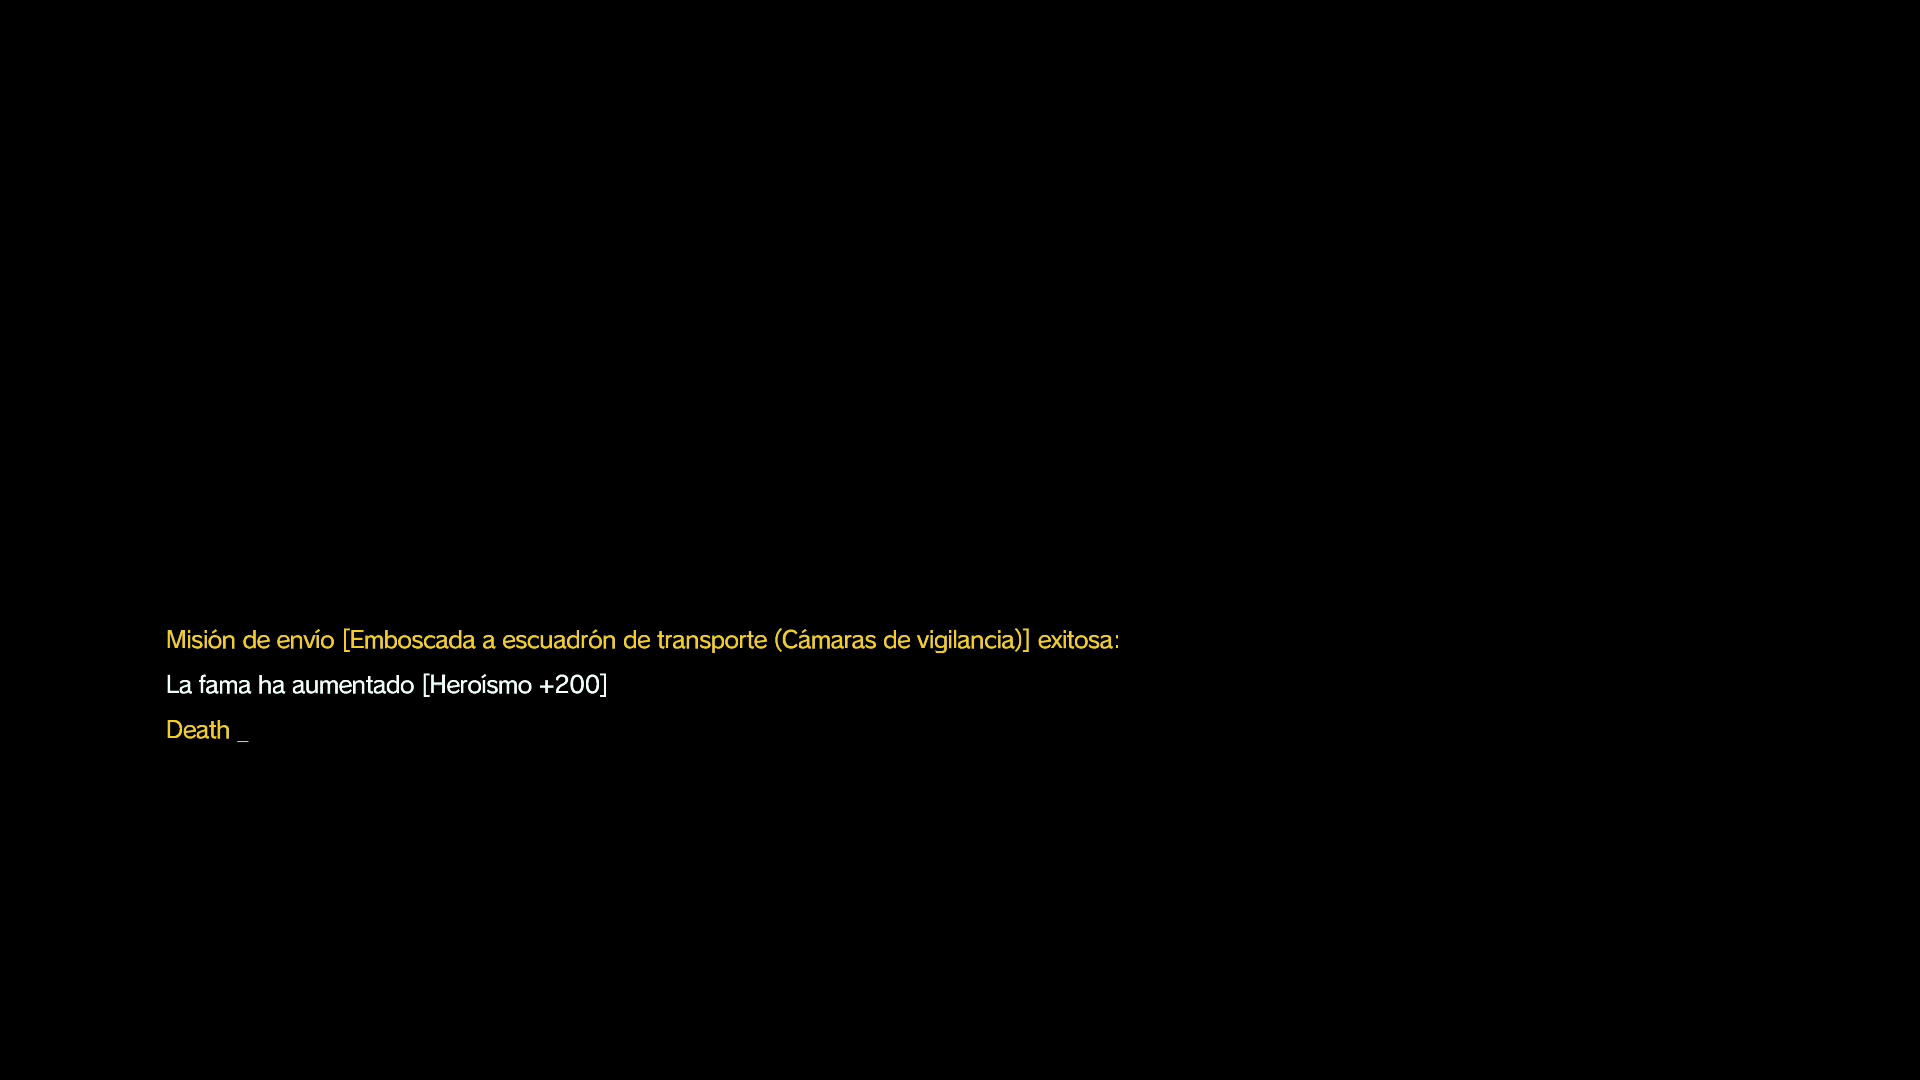 Misión de envío [Emboscada a escuadrón de transporte (Cámaras de vigilancia)] exitosa:
La fama ha aumentado [Heroísmo +200]
Death _